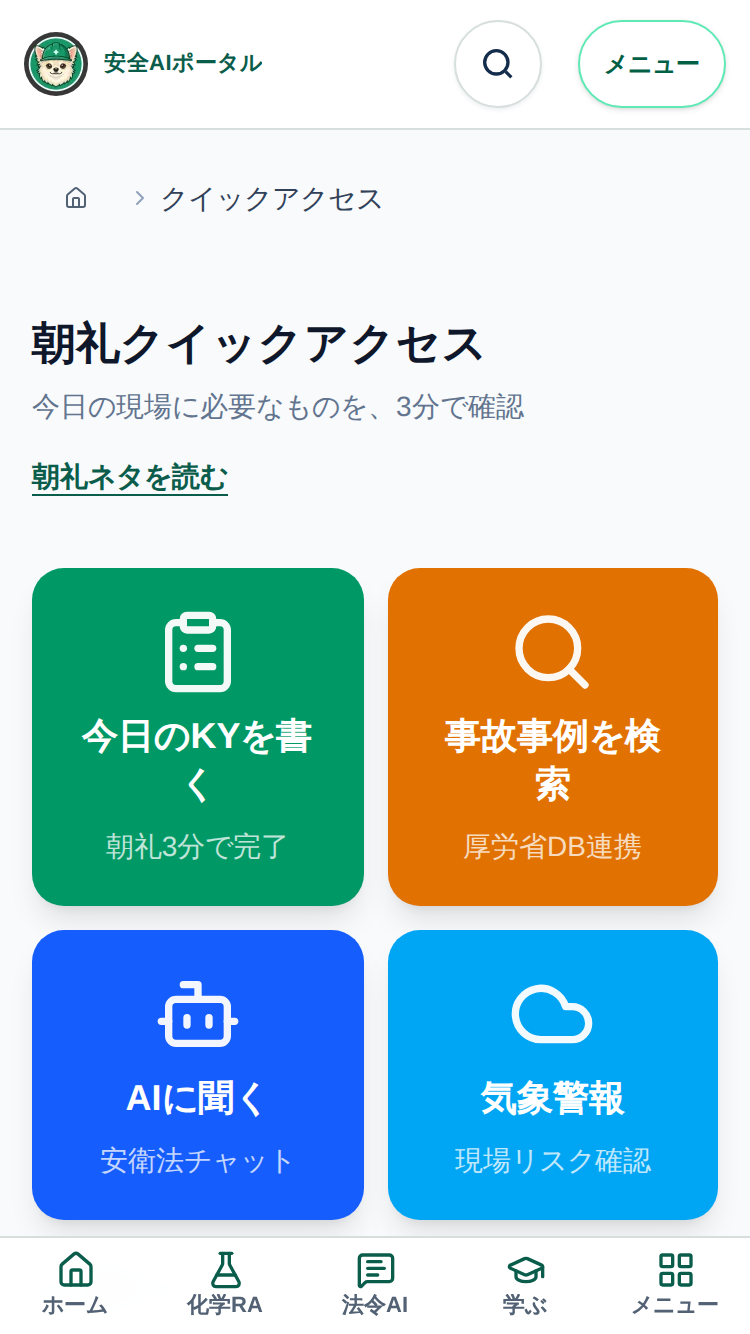 安全AIポータル
メニュー
クイックアクセス
朝礼クイックアクセス
今日の現場に必要なものを、3分で確認
朝礼ネタを読む
今日のKYを書
く
朝礼3分で完了
事故事例を検
索
厚労省DB連携
AIに聞く
安衛法チャット
気象警報
現場リスク確認
ホーム
化学RA
法令AI
学ぶ
メニュー